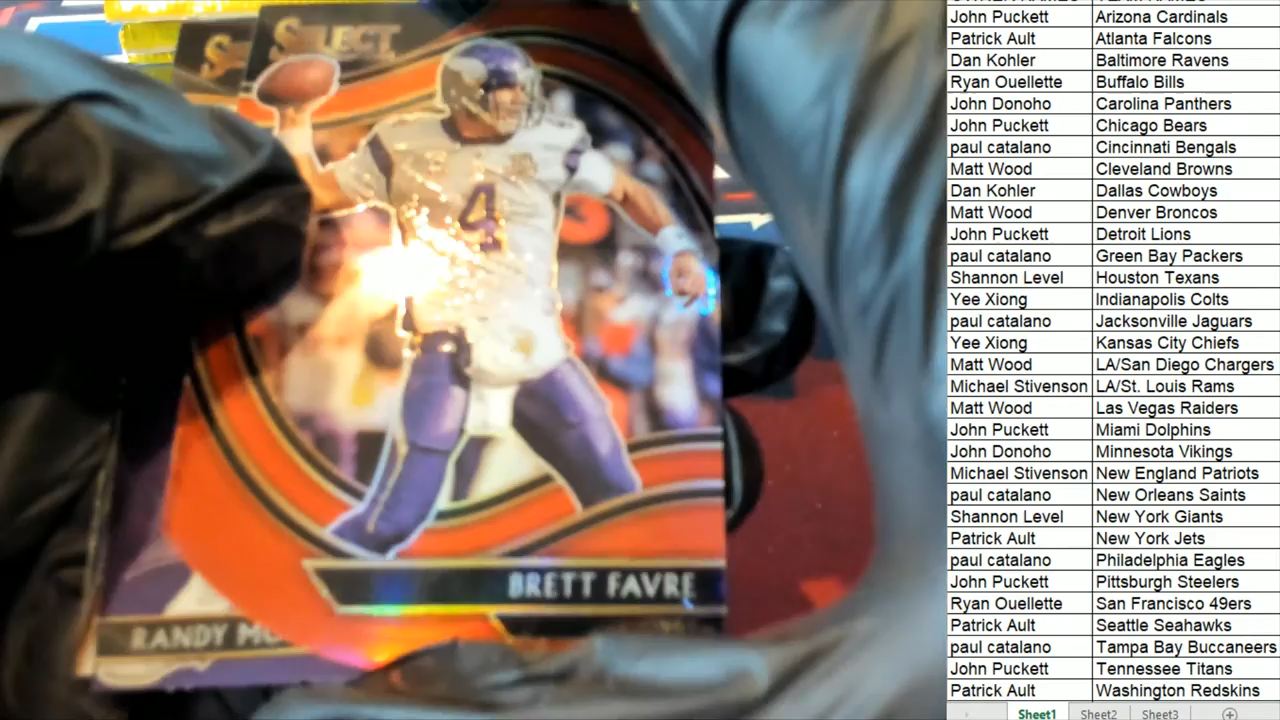 SELECT
4
BRETT FAVRE
RANDY
John Puckett Arizona Cardinals
Patrick Ault Atlanta Falcons
Dan Kohler Baltimore Ravens
Ryan Ouellette Buffalo Bills
John Donoho Carolina Panthers
John Puckett Chicago Bears
paul catalano Cincinnati Bengals
Matt Wood Cleveland Browns
Dan Kohler Dallas Cowboys
Matt Wood Denver Broncos
John Puckett Detroit Lions
paul catalano Green Bay Packers
Shannon Level Houston Texans
Yee Xiong Indianapolis Colts
paul catalano Jacksonville Jaguars
Yee Xiong Kansas City Chiefs
Matt Wood LA/San Diego Chargers
Michael Stivenson LA/St. Louis Rams
Matt Wood Las Vegas Raiders
John Puckett Miami Dolphins
John Donoho Minnesota Vikings
Michael Stivenson New England Patriots
paul catalano New Orleans Saints
Shannon Level New York Giants
Patrick Ault New York Jets
paul catalano Philadelphia Eagles
John Puckett Pittsburgh Steelers
Ryan Ouellette San Francisco 49ers
Patrick Ault Seattle Seahawks
paul catalano Tampa Bay Buccaneers
John Puckett Tennessee Titans
Patrick Ault Washington Redskins
Sheet1 Sheet2 Sheet3